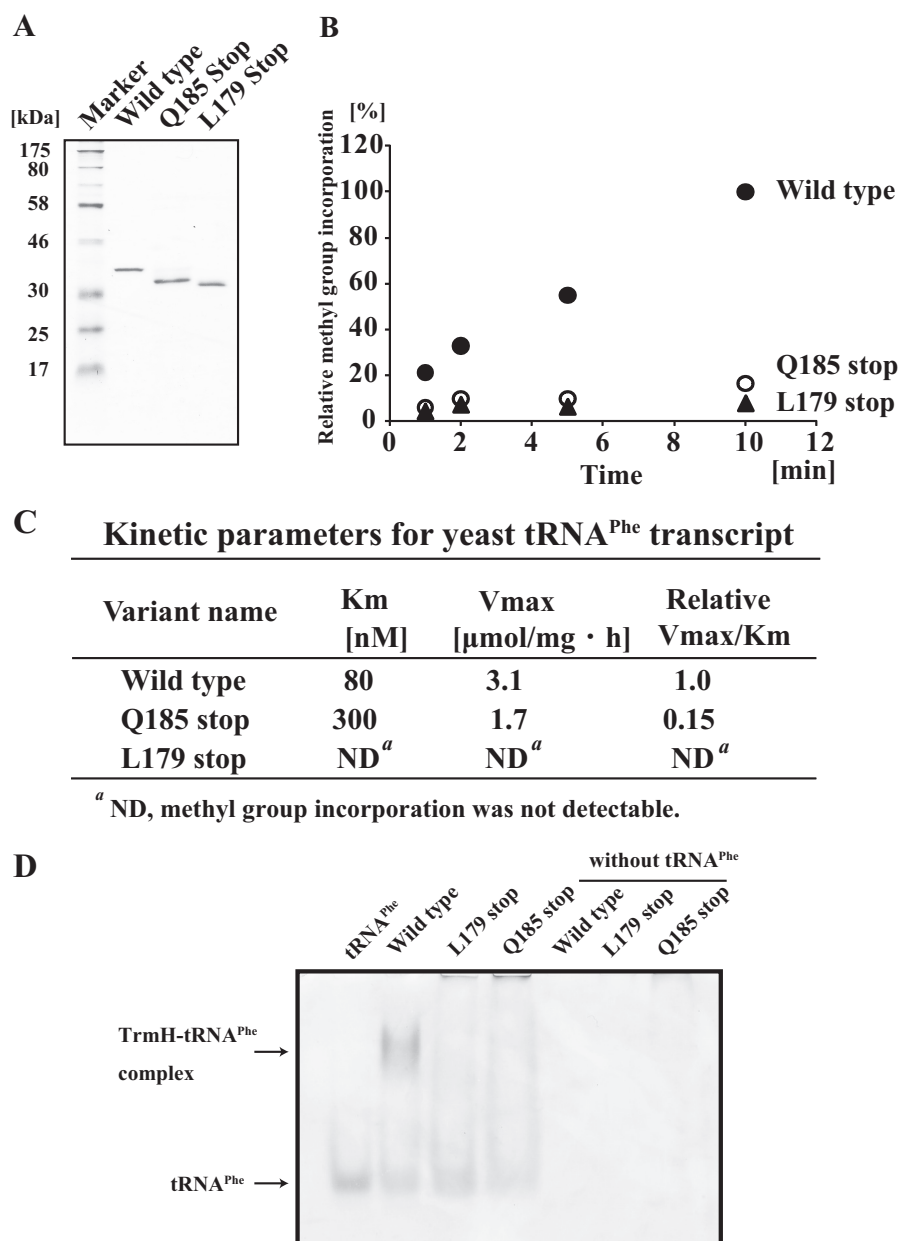 A
Marker
Wild type
Q185 Stop
L179 Stop
[kDa]
175
80
58
46
30
25
17
B
[%]
Relative methyl group incorporation
120
100
80
60
40
20
0
0 2 4 6 8 10 12
Time [min]
Wild type
Q185 stop
L179 stop
C
Kinetic parameters for yeast tRNAPhe transcript
Variant name Km [nM] Vmax [μmol/mg・h] Relative Vmax/Km
Wild type 80 3.1 1.0
Q185 stop 300 1.7 0.15
L179 stop NDa NDa NDa
a ND, methyl group incorporation was not detectable.
D
without tRNAPhe
tRNAPhe
Wild type
L179 stop
Q185 stop
Wild type
L179 stop
Q185 stop
TrmH-tRNAPhe
complex
tRNAPhe